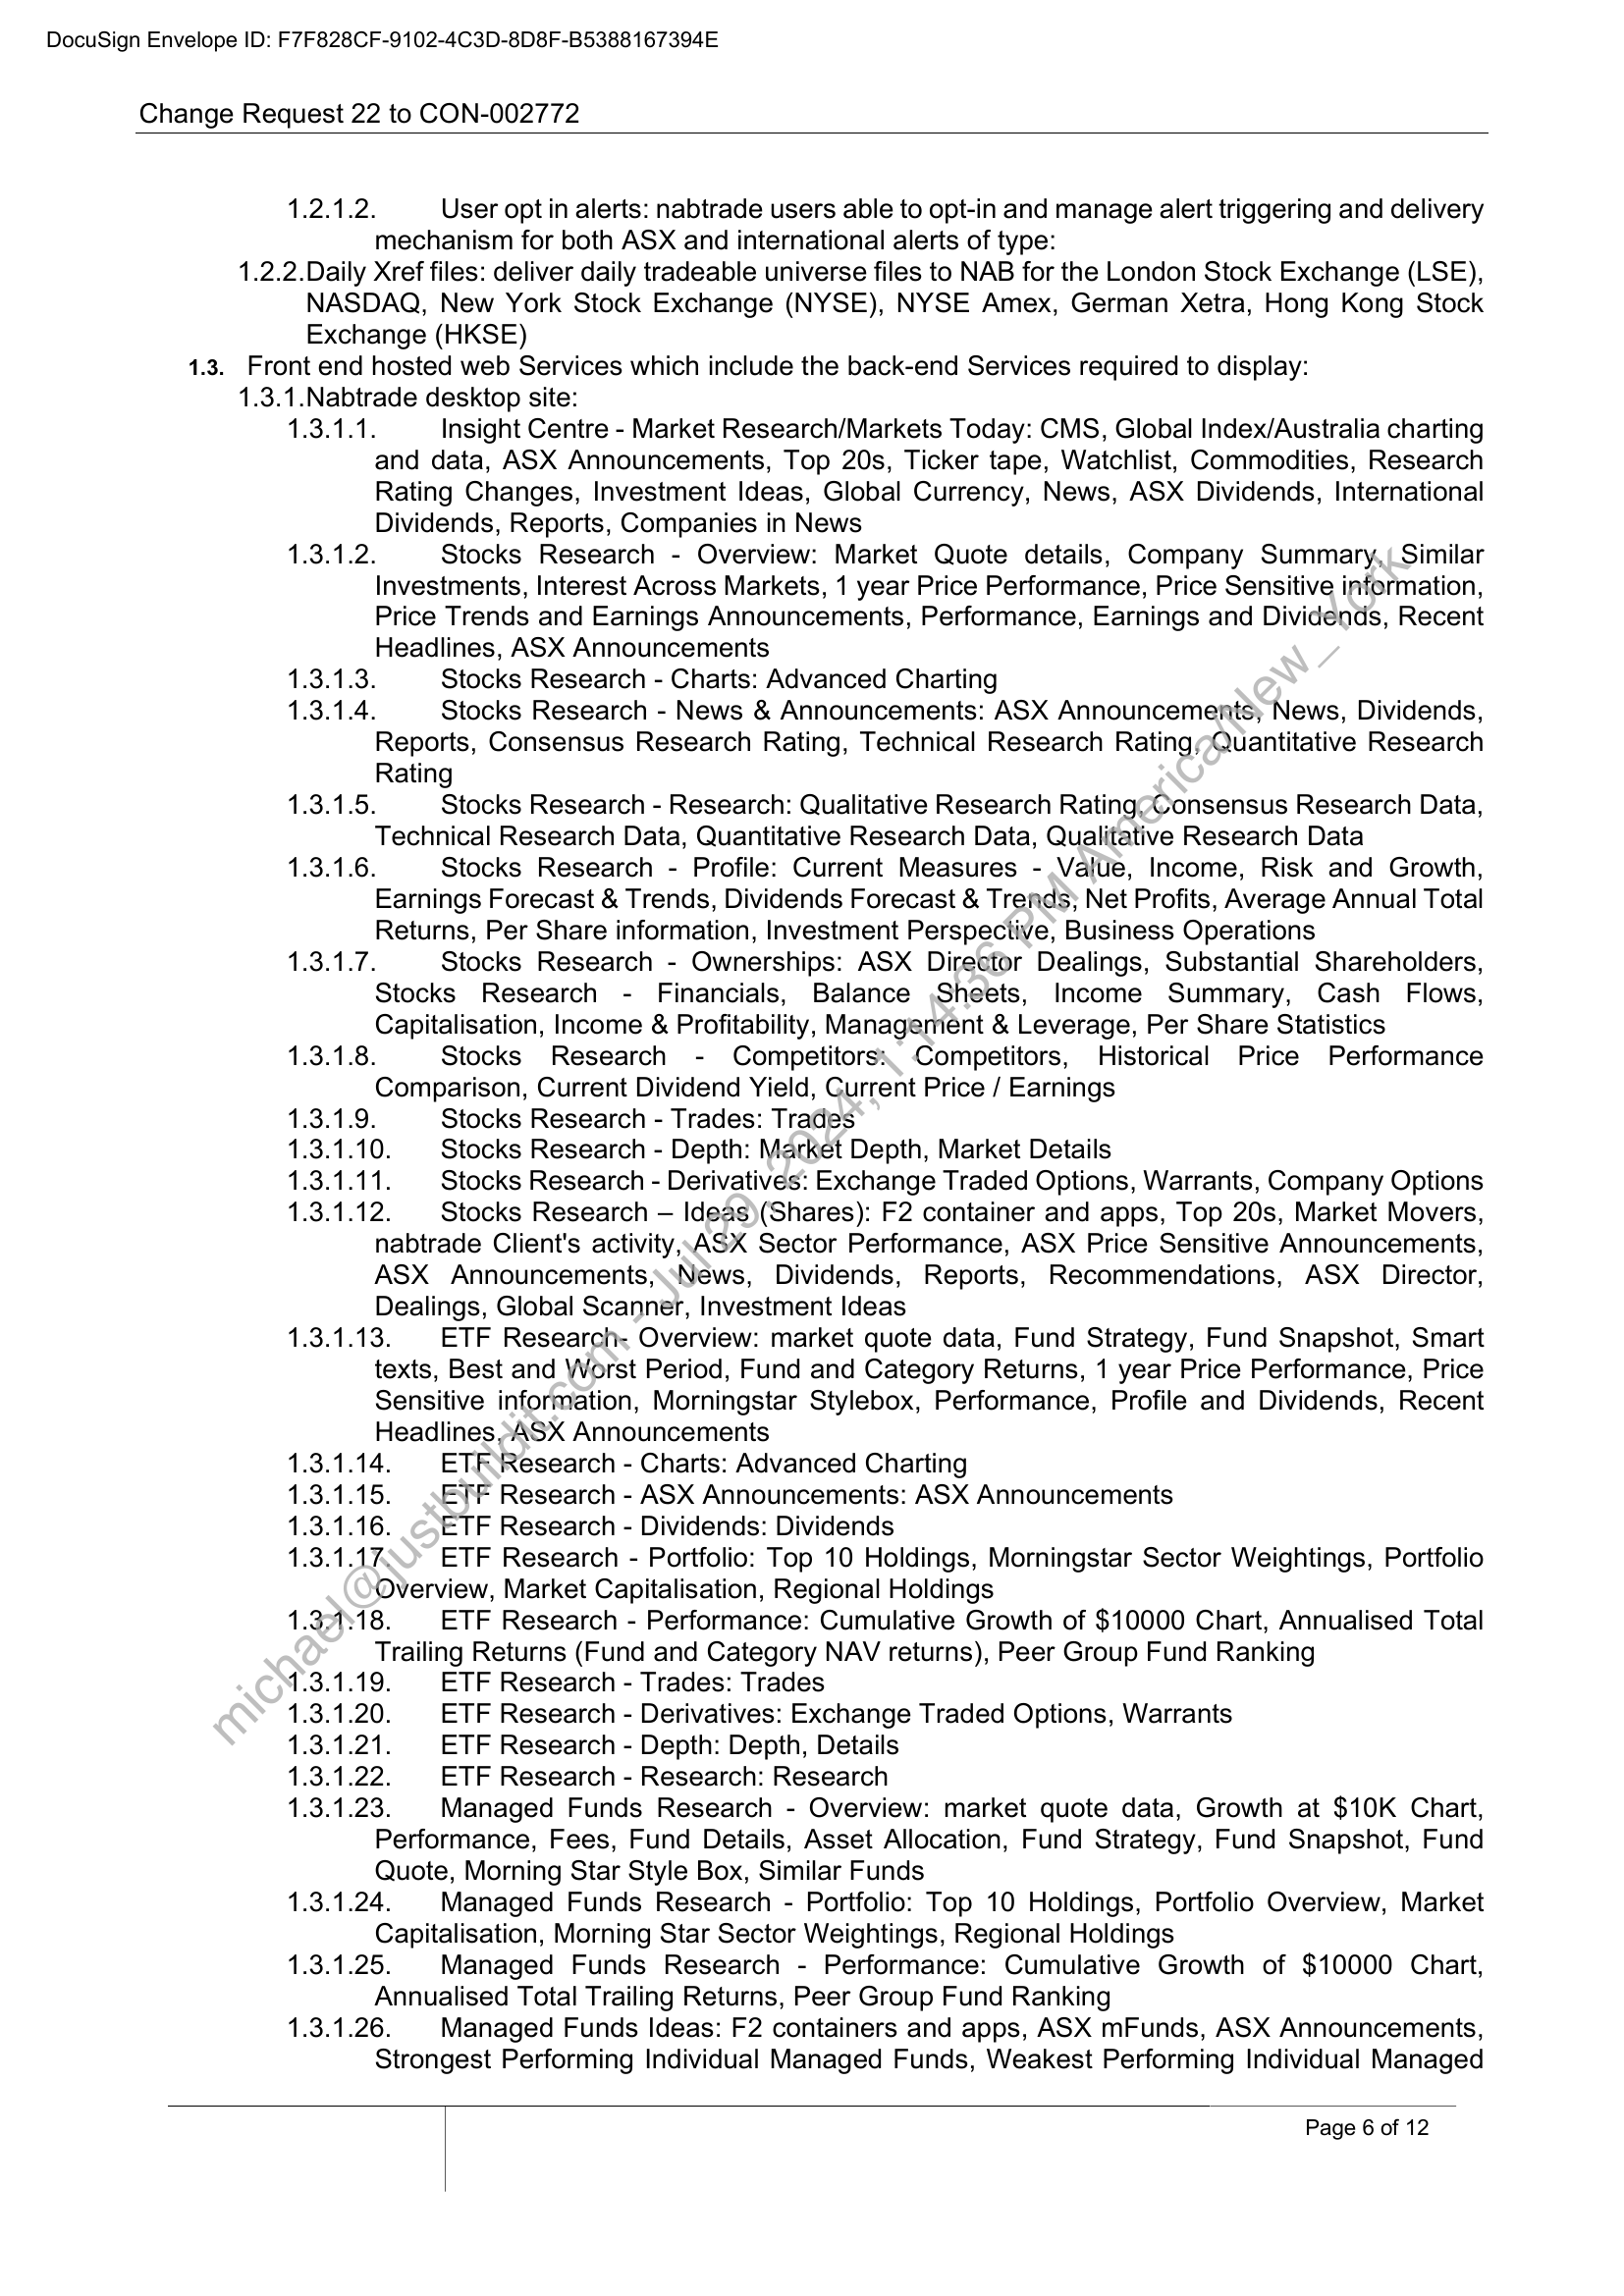 DocuSign Envelope ID: F7F828CF-9102-4C3D-8D8F-B5388167394E
Change Request 22 to CON-002772
1.2.1.2. User opt in alerts: nabtrade users able to opt-in and manage alert triggering and delivery
mechanism for both ASX and international alerts of type:
1.2.2.Daily Xref files: deliver daily tradeable universe files to NAB for the London Stock Exchange (LSE),
NASDAQ, New York Stock Exchange (NYSE), NYSE Amex, German Xetra, Hong Kong Stock
Exchange (HKSE)
1.3. Front end hosted web Services which include the back-end Services required to display:
1.3.1.Nabtrade desktop site:
1.3.1.1. Insight Centre - Market Research/Markets Today: CMS, Global Index/Australia charting
and data, ASX Announcements, Top 20s, Ticker tape, Watchlist, Commodities, Research
Rating Changes, Investment Ideas, Global Currency, News, ASX Dividends, International
Dividends, Reports, Companies in News
1.3.1.2. Stocks Research - Overview: Market Quote details, Company Summary, Similar
Investments, Interest Across Markets, 1 year Price Performance, Price Sensitive information,
Price Trends and Earnings Announcements, Performance, Earnings and Dividends, Recent
Headlines, ASX Announcements
1.3.1.3. Stocks Research - Charts: Advanced Charting
1.3.1.4. Stocks Research - News & Announcements: ASX Announcements, News, Dividends,
Reports, Consensus Research Rating, Technical Research Rating, Quantitative Research
Rating
1.3.1.5. Stocks Research - Research: Qualitative Research Rating, Consensus Research Data,
Technical Research Data, Quantitative Research Data, Qualitative Research Data
1.3.1.6. Stocks Research - Profile: Current Measures - Value, Income, Risk and Growth,
Earnings Forecast & Trends, Dividends Forecast & Trends, Net Profits, Average Annual Total
Returns, Per Share information, Investment Perspective, Business Operations
1.3.1.7. Stocks Research - Ownerships: ASX Director Dealings, Substantial Shareholders,
Stocks Research - Financials, Balance Sheets, Income Summary, Cash Flows,
Capitalisation, Income & Profitability, Management & Leverage, Per Share Statistics
1.3.1.8. Stocks Research - Competitors: Competitors, Historical Price Performance
Comparison, Current Dividend Yield, Current Price / Earnings
1.3.1.9. Stocks Research - Trades: Trades
1.3.1.10. Stocks Research - Depth: Market Depth, Market Details
1.3.1.11. Stocks Research - Derivatives: Exchange Traded Options, Warrants, Company Options
1.3.1.12. Stocks Research – Ideas (Shares): F2 container and apps, Top 20s, Market Movers,
nabtrade Client's activity, ASX Sector Performance, ASX Price Sensitive Announcements,
ASX Announcements, News, Dividends, Reports, Recommendations, ASX Director,
Dealings, Global Scanner, Investment Ideas
1.3.1.13. ETF Research- Overview: market quote data, Fund Strategy, Fund Snapshot, Smart
texts, Best and Worst Period, Fund and Category Returns, 1 year Price Performance, Price
Sensitive information, Morningstar Stylebox, Performance, Profile and Dividends, Recent
Headlines, ASX Announcements
1.3.1.14. ETF Research - Charts: Advanced Charting
1.3.1.15. ETF Research - ASX Announcements: ASX Announcements
1.3.1.16. ETF Research - Dividends: Dividends
1.3.1.17. ETF Research - Portfolio: Top 10 Holdings, Morningstar Sector Weightings, Portfolio
Overview, Market Capitalisation, Regional Holdings
1.3.1.18. ETF Research - Performance: Cumulative Growth of $10000 Chart, Annualised Total
Trailing Returns (Fund and Category NAV returns), Peer Group Fund Ranking
1.3.1.19. ETF Research - Trades: Trades
1.3.1.20. ETF Research - Derivatives: Exchange Traded Options, Warrants
1.3.1.21. ETF Research - Depth: Depth, Details
1.3.1.22. ETF Research - Research: Research
1.3.1.23. Managed Funds Research - Overview: market quote data, Growth at $10K Chart,
Performance, Fees, Fund Details, Asset Allocation, Fund Strategy, Fund Snapshot, Fund
Quote, Morning Star Style Box, Similar Funds
1.3.1.24. Managed Funds Research - Portfolio: Top 10 Holdings, Portfolio Overview, Market
Capitalisation, Morning Star Sector Weightings, Regional Holdings
1.3.1.25. Managed Funds Research - Performance: Cumulative Growth of $10000 Chart,
Annualised Total Trailing Returns, Peer Group Fund Ranking
1.3.1.26. Managed Funds Ideas: F2 containers and apps, ASX mFunds, ASX Announcements,
Strongest Performing Individual Managed Funds, Weakest Performing Individual Managed
Page 6 of 12
michael@justbuildit.com - Jul 29, 2024, 1:14:36 PM America/New_York